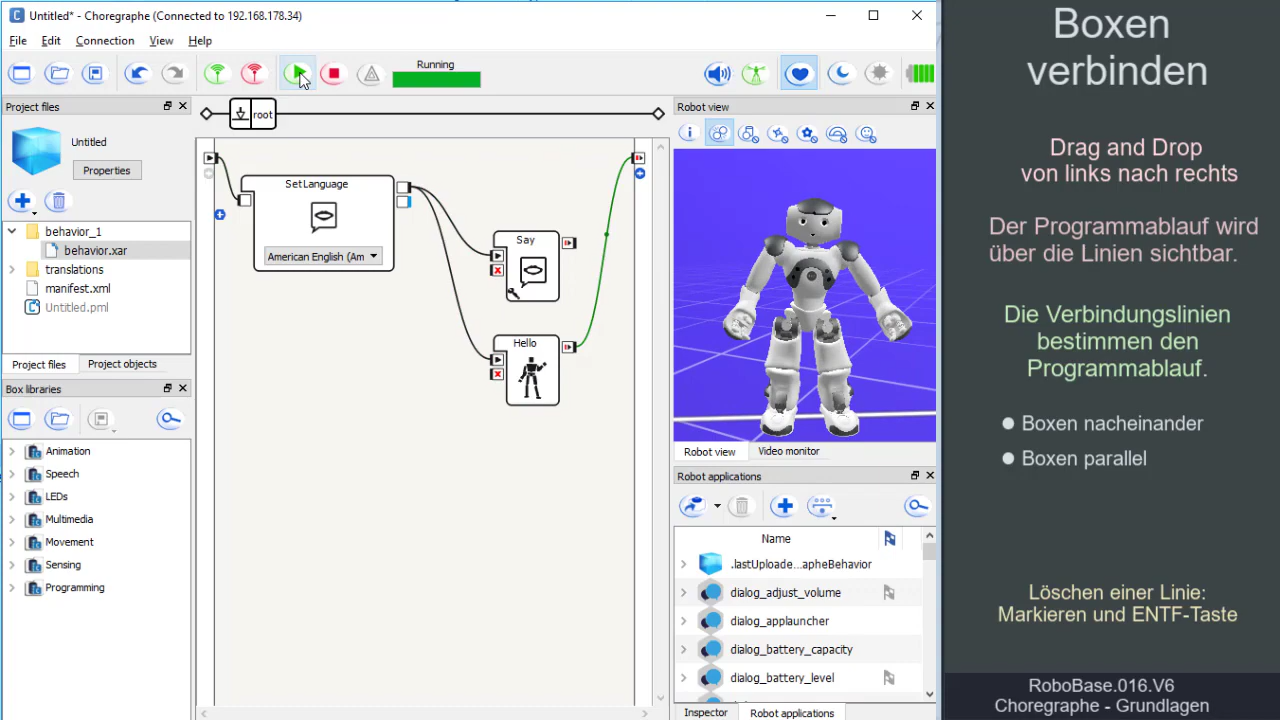 Untitled* - Choregraphe (Connected to 192.168.178.34)
File Edit Connection View Help
Running
Project files
Untitled
Properties
behavior_1
behavior.xar
translations
manifest.xml
Untitled.pml
Project files Project objects
Box libraries
Animation
Speech
LEDs
Multimedia
Movement
Sensing
Programming
root
Set Language
American English (Am
Say
Hello
Robot view
Robot view Video monitor
Robot applications
Name
.lastUploade...apheBehavior
dialog_adjust_volume
dialog_applauncher
dialog_battery_capacity
dialog_battery_level
Inspector Robot applications
Boxen
verbinden
Drag and Drop
von links nach rechts
Der Programmablauf wird
über die Linien sichtbar.
Die Verbindungslinien
bestimmen den
Programmablauf.
● Boxen nacheinander
● Boxen parallel
Löschen einer Linie:
Markieren und ENTF-Taste
RoboBase.016.V6
Choregraphe - Grundlagen